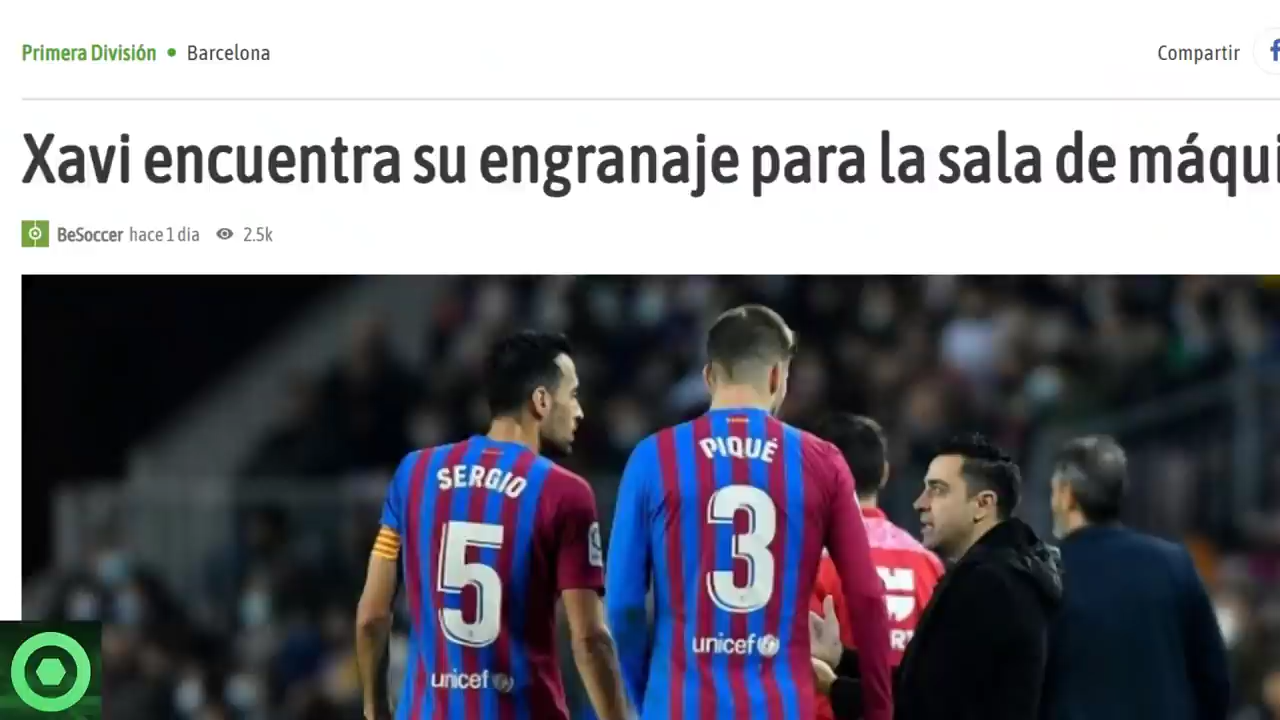 Primera División • Barcelona
Compartir
Xavi encuentra su engranaje para la sala de máqui
BeSoccer hace 1 dia 2.5k
SERGIO
5
unicef
PIQUÉ
3
unicef